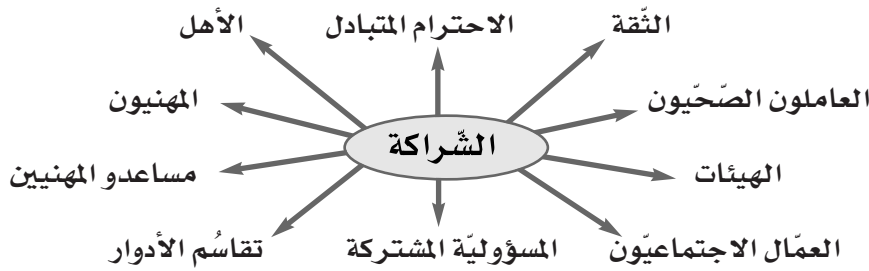 الثّقة
الاحترام المتبادل
الأهل
العاملون الصّحّيون
المهنيون
الشّراكة
الهيئات
مساعدو المهنيين
العمّال الاجتماعيّون
المسؤوليّة المشتركة
تقاسُم الأدوار